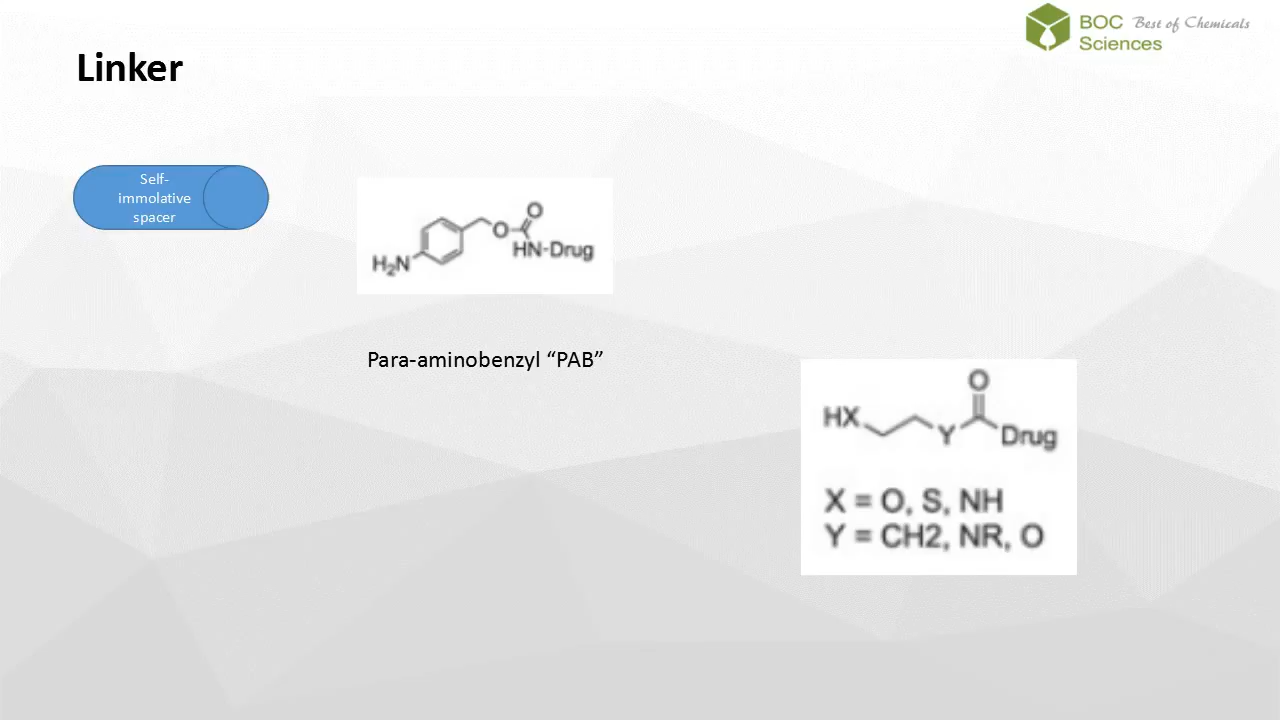 BOC Best of Chemicals
Sciences
Linker
Self-
immolative
spacer
O
O
HN-Drug
H₂N
Para-aminobenzyl “PAB”
O
HX
Y
Drug
X = O, S, NH
Y = CH2, NR, O